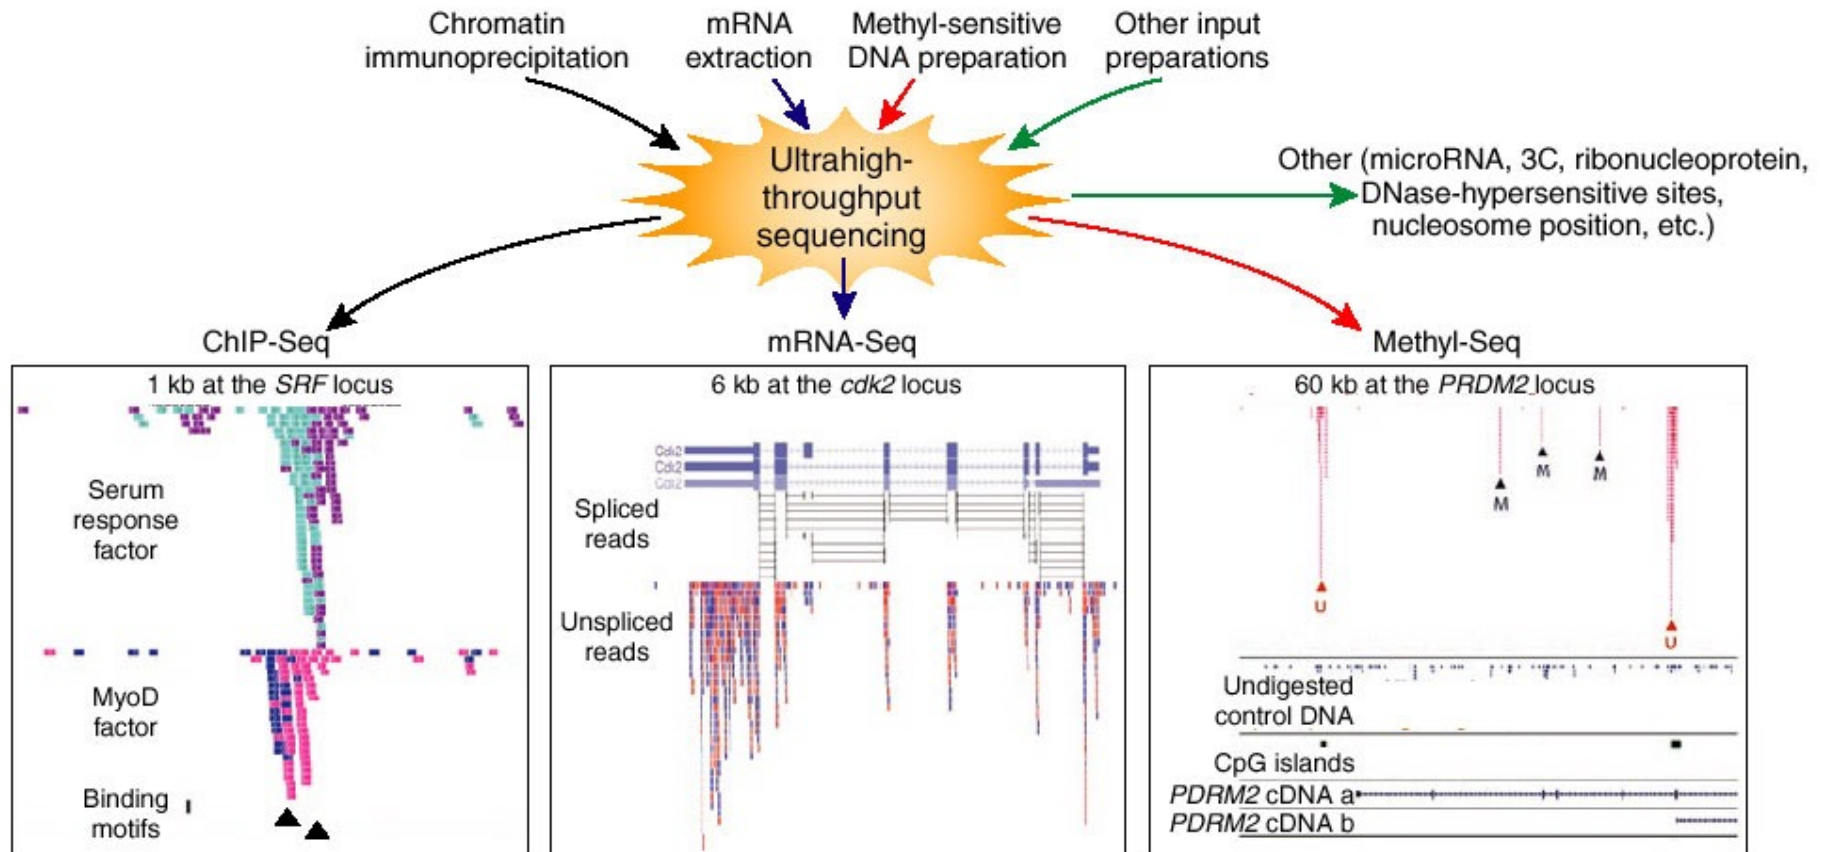 Chromatin
immunoprecipitation
mRNA
extraction
Methyl-sensitive
DNA preparation
Other input
preparations
Ultrahigh-
throughput
sequencing
Other (microRNA, 3C, ribonucleoprotein,
DNase-hypersensitive sites,
nucleosome position, etc.)
ChIP-Seq
1 kb at the SRF locus
Serum
response
factor
MyoD
factor
Binding
motifs
mRNA-Seq
6 kb at the cdk2 locus
Cdk2
Cdk2
Cdk2
Spliced
reads
Unspliced
reads
Methyl-Seq
60 kb at the PRDM2 locus
M
M
M
U
U
Undigested
control DNA
CpG islands
PDRM2 cDNA a
PDRM2 cDNA b